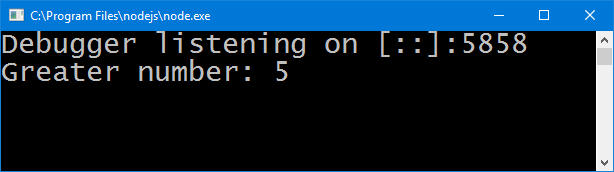 C:\Program Files\nodejs\node.exe
Debugger listening on [::]:5858
Greater number: 5